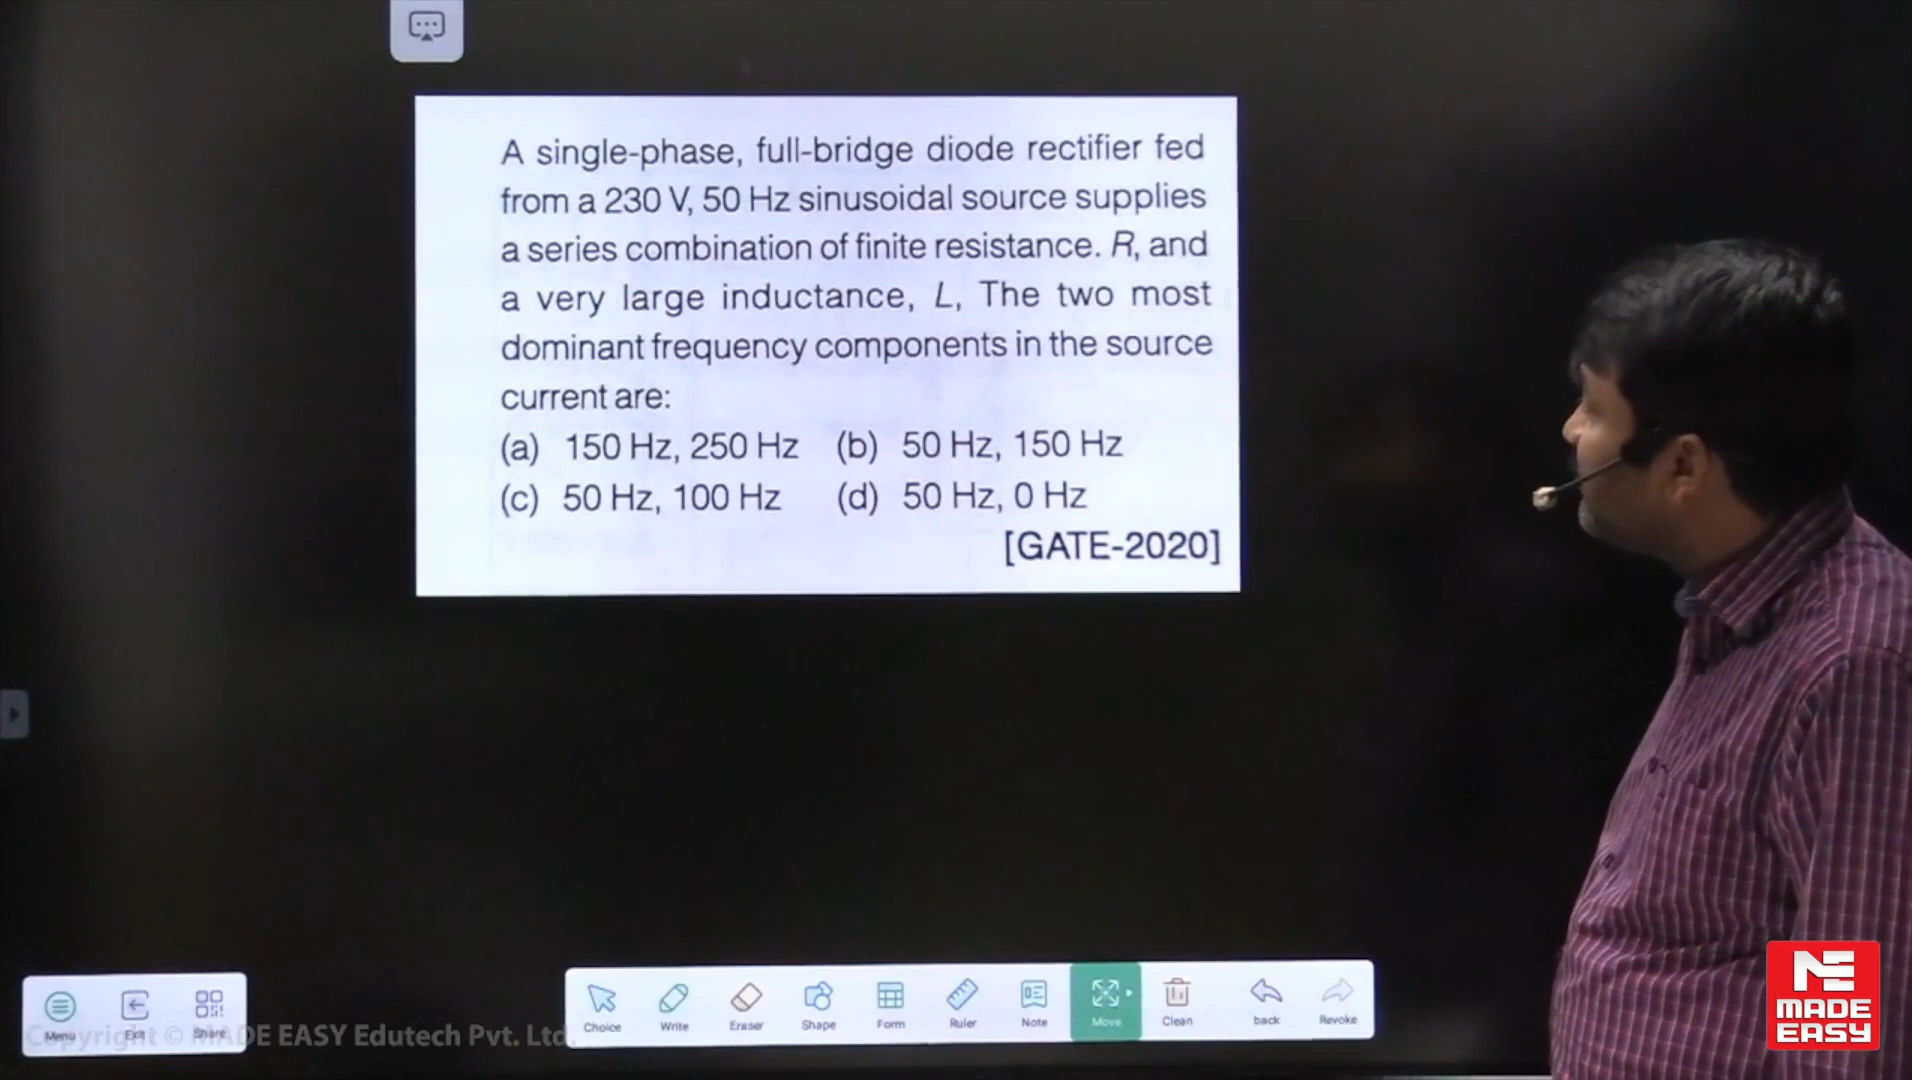 A single-phase, full-bridge diode rectifier fed
from a 230 V, 50 Hz sinusoidal source supplies
a series combination of finite resistance. R, and
a very large inductance, L, The two most
dominant frequency components in the source
current are:
(a) 150 Hz, 250 Hz (b) 50 Hz, 150 Hz
(c) 50 Hz, 100 Hz (d) 50 Hz, 0 Hz
[GATE-2020]
Menu Exit Share
Choice Write Eraser Shape Form Ruler Note Move Clean back Revoke
Copyright © MADE EASY Edutech Pvt. Ltd.
ME
MADE
EASY